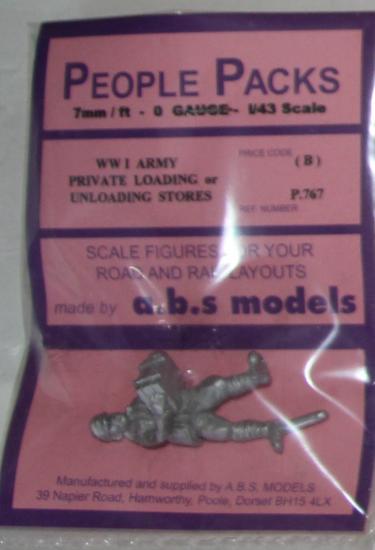 PEOPLE PACKS
7mm / ft - 0 GAUGE - 1/43 Scale
WW I ARMY
PRIVATE LOADING or
UNLOADING STORES
PRICE CODE
( B )
P.767
REF NUMBER
SCALE FIGURES FOR YOUR
ROAD AND RAIL LAYOUTS
made by a.b.s models
Manufactured and supplied by A.B.S. MODELS
39 Napier Road, Hamworthy, Poole, Dorset BH15 4LX